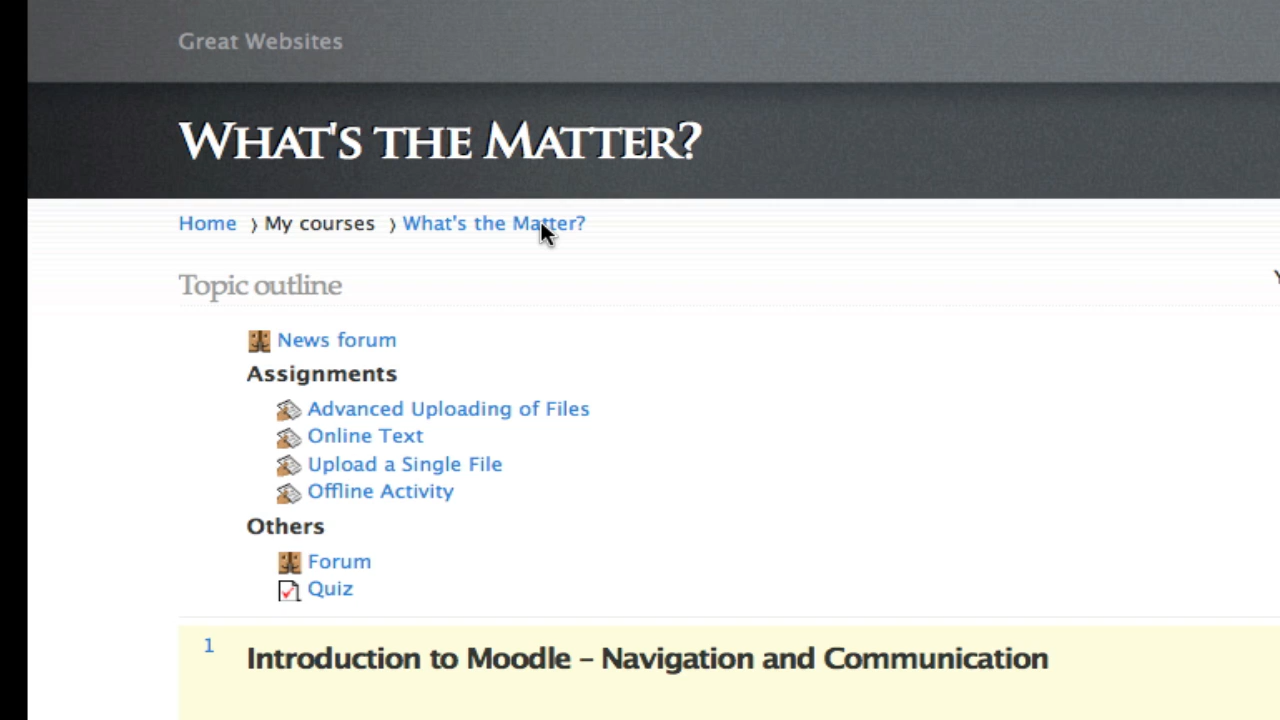 Great Websites
What's the Matter?
Home › My courses › What's the Matter?
Topic outline
News forum
Assignments
Advanced Uploading of Files
Online Text
Upload a Single File
Offline Activity
Others
Forum
Quiz
1 Introduction to Moodle – Navigation and Communication